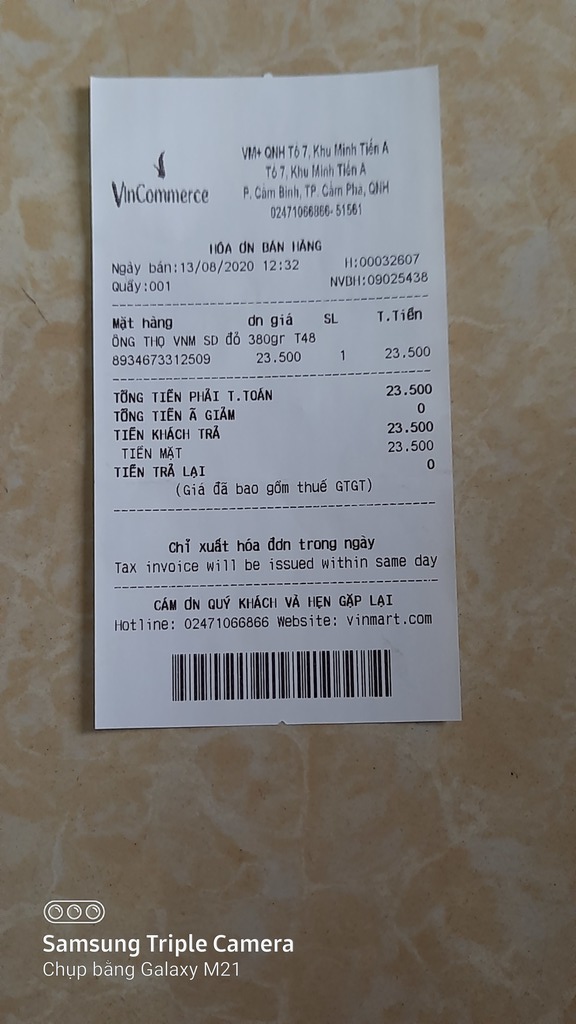 VinCommerce
VM+ QNH Tổ 7, Khu Minh Tiến A
Tổ 7, Khu Minh Tiến A
P. Cẩm Bình, TP. Cẩm Phả, QNH
02471066866- 51561
HÓA ƠN BÁN HÀNG
Ngày bán:13/08/2020 12:32 H:00032607
Quầy:001 NVBH:09025438
Mặt hàng ơn giá SL T.Tiền
ÔNG THỌ VNM SD đỏ 380gr T48
8934673312509 23.500 1 23.500
TỔNG TIỀN PHẢI T.TOÁN 23.500
TỔNG TIỀN Ã GIẢM 0
TIỀN KHÁCH TRẢ 23.500
TIỀN MẶT 23.500
TIỀN TRẢ LẠI 0
(Giá đã bao gồm thuế GTGT)
Chỉ xuất hóa đơn trong ngày
Tax invoice will be issued within same day
CẢM ƠN QUÝ KHÁCH VÀ HẸN GẶP LẠI
Hotline: 02471066866 Website: vinmart.com
Samsung Triple Camera
Chụp bằng Galaxy M21